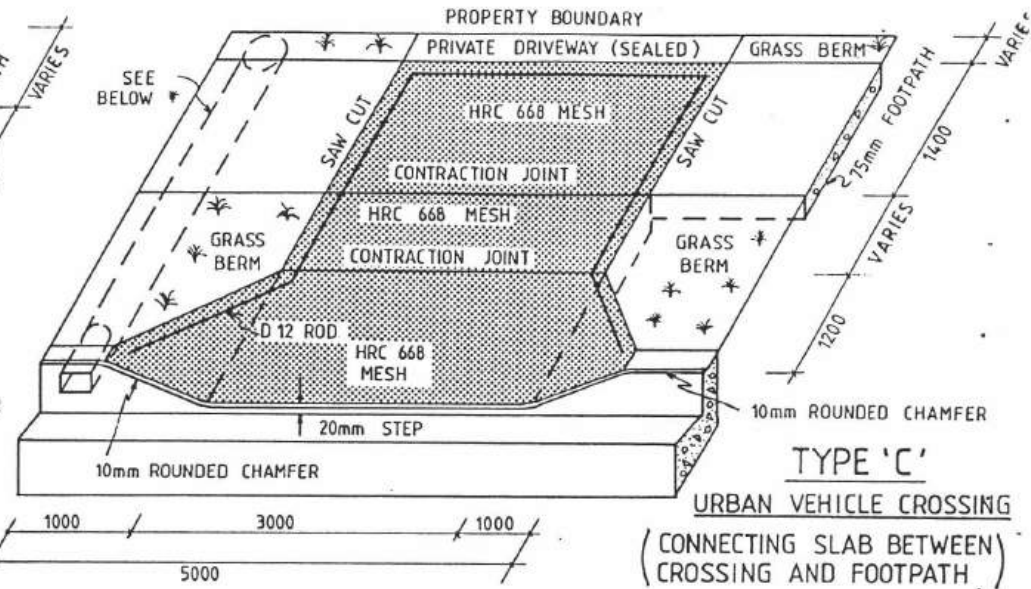 PROPERTY BOUNDARY
PRIVATE DRIVEWAY (SEALED)
GRASS BERM
VARIES
VARIES
SEE
BELOW
SAW CUT
SAW CUT
HRC 668 MESH
75mm FOOTPATH
1400
CONTRACTION JOINT
HRC 668 MESH
GRASS
BERM
CONTRACTION JOINT
GRASS
BERM
VARIES
D 12 ROD
HRC 668
MESH
1200
10mm ROUNDED CHAMFER
20mm STEP
10mm ROUNDED CHAMFER
TYPE 'C'
URBAN VEHICLE CROSSING
(CONNECTING SLAB BETWEEN
CROSSING AND FOOTPATH)
1000
3000
1000
5000